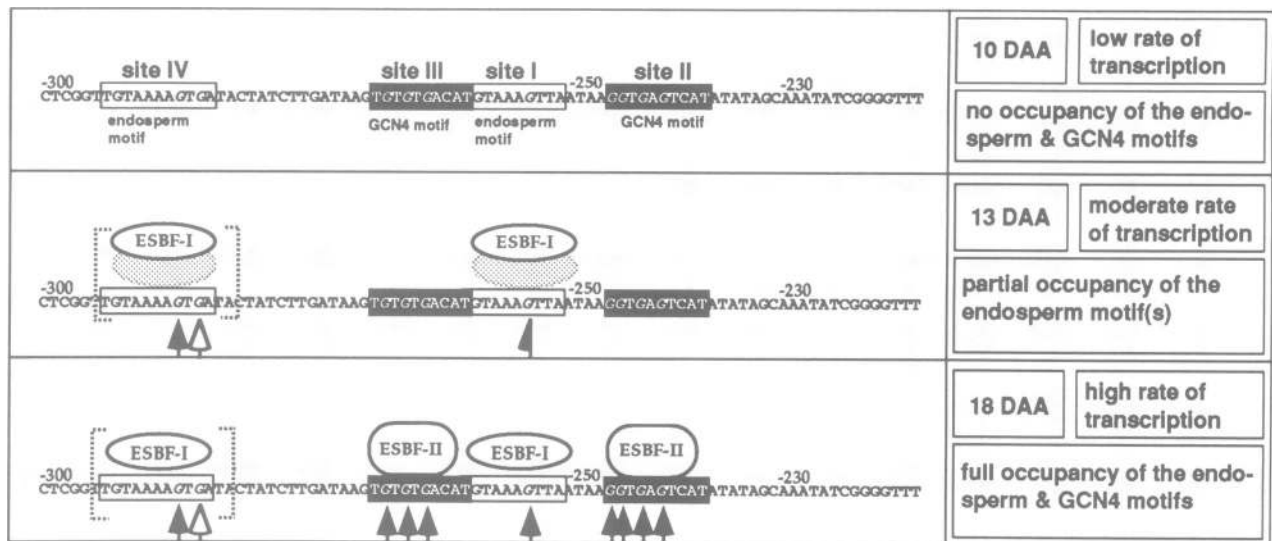 site IV site III site I site II
-300 -250 -230
CTCGGTTGTAAAAGTGATACTATCTTGATAAGTGTGTGACATGTAAAGTTAATAAGGTGAGTCATATATAGCAAATATCGGGGTTT
endosperm motif GCN4 motif endosperm motif GCN4 motif
10 DAA
low rate of
transcription
no occupancy of the endo-
sperm & GCN4 motifs
ESBF-I ESBF-I
-300 -250 -230
CTCGGTTGTAAAAGTGATACTATCTTGATAAGTGTGTGACATGTAAAGTTAATAAGGTGAGTCATATATAGCAAATATCGGGGTTT
13 DAA
moderate rate
of transcription
partial occupancy of the
endosperm motif(s)
ESBF-I ESBF-II ESBF-I ESBF-II
-300 -250 -230
CTCGGTTGTAAAAGTGATACTATCTTGATAAGTGTGTGACATGTAAAGTTAATAAGGTGAGTCATATATAGCAAATATCGGGGTTT
18 DAA
high rate of
transcription
full occupancy of the endo-
sperm & GCN4 motifs